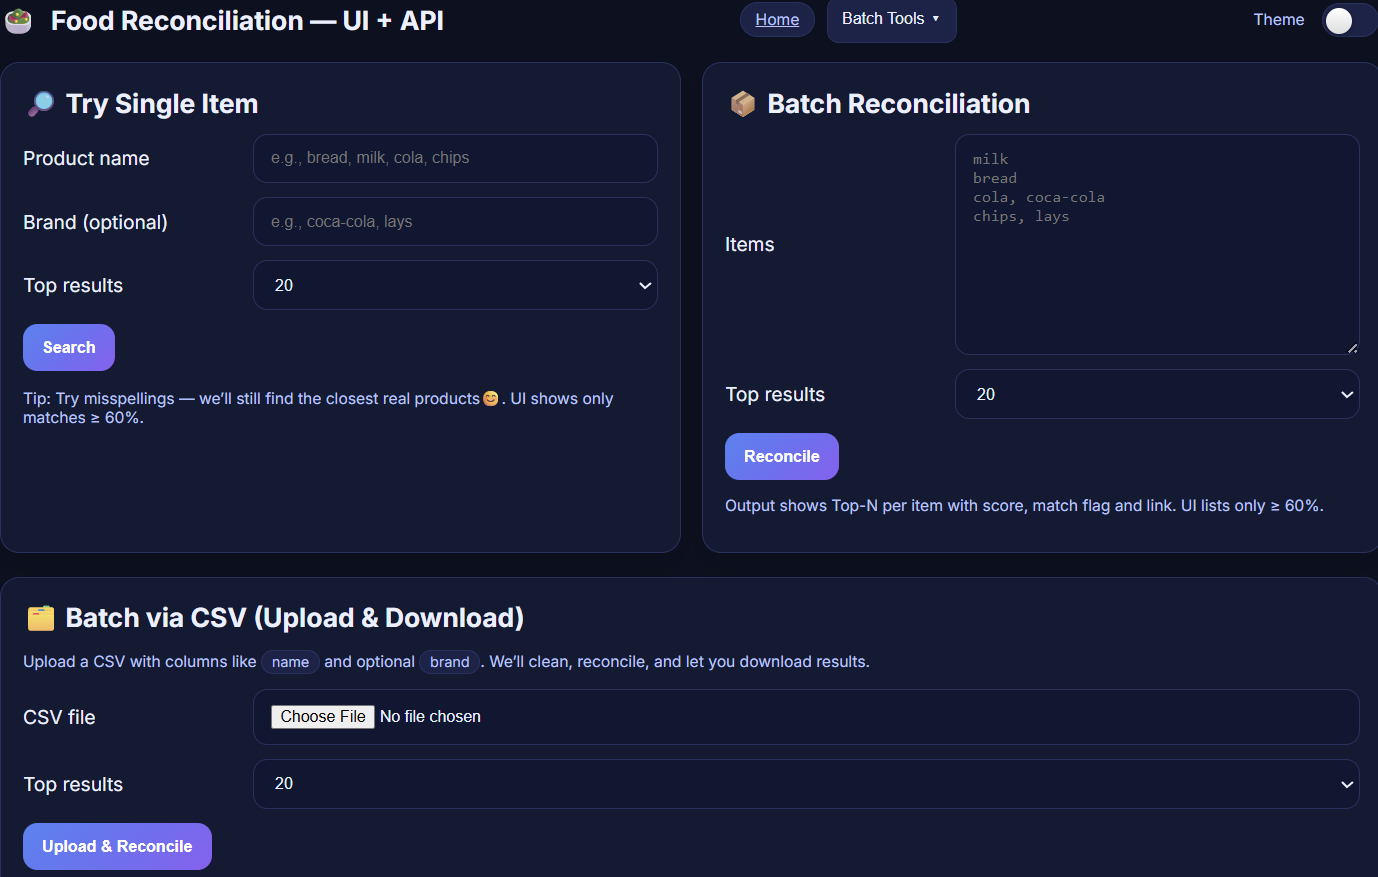 Food Reconciliation — UI + API
Home
Batch Tools ▼
Theme
Try Single Item
Product name
e.g., bread, milk, cola, chips
Brand (optional)
e.g., coca-cola, lays
Top results
20
Search
Tip: Try misspellings — we’ll still find the closest real products😊. UI shows only
matches ≥ 60%.
Batch Reconciliation
Items
milk
bread
cola, coca-cola
chips, lays
Top results
20
Reconcile
Output shows Top-N per item with score, match flag and link. UI lists only ≥ 60%.
Batch via CSV (Upload & Download)
Upload a CSV with columns like name and optional brand. We’ll clean, reconcile, and let you download results.
CSV file
Choose File No file chosen
Top results
20
Upload & Reconcile